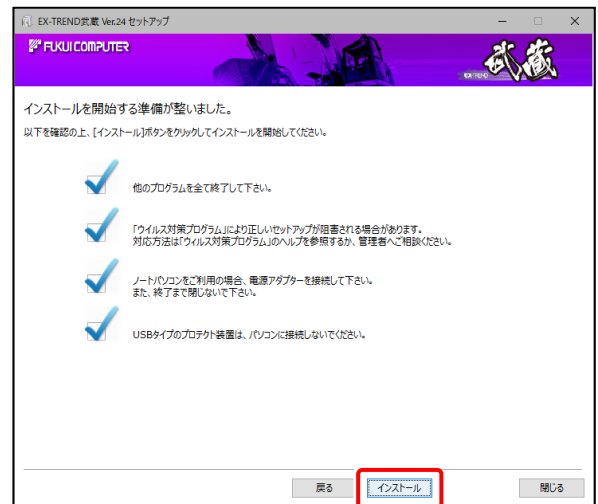 EX-TREND武蔵 Ver.24 セットアップ
FUKUI COMPUTER
EX-TREND 武蔵
インストールを開始する準備が整いました。
以下を確認の上、[インストール]ボタンをクリックしてインストールを開始してください。
他のプログラムを全て終了して下さい。
「ウイルス対策プログラム」により正しいセットアップが阻害される場合があります。
対応方法は「ウィルス対策プログラム」のヘルプを参照するか、管理者へご相談ください。
ノートパソコンをご利用の場合、電源アダプターを接続して下さい。
また、終了まで閉じないで下さい。
USBタイプのプロテクト装置は、パソコンに接続しないでください。
戻る インストール 閉じる